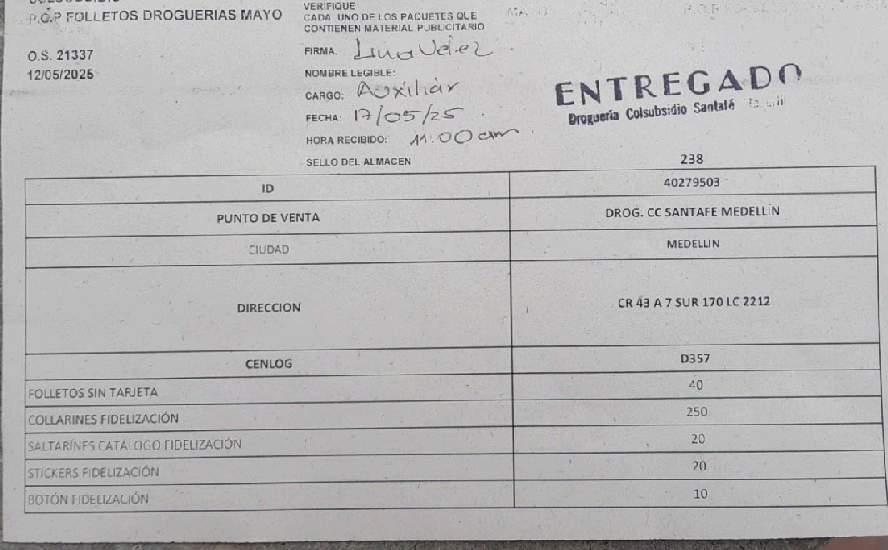 P.O.P FOLLETOS DROGUERIAS MAYO
O.S. 21337
12/05/2025
VERIFIQUE
CADA UNO DE LOS PAQUETES QUE
CONTIENEN MATERIAL PUBLICITARIO
FIRMA: Lina Velez
NOMBRE LEGIBLE:
CARGO: Auxiliar
FECHA: 17/05/25
HORA RECIBIDO: 11:00 am
SELLO DEL ALMACEN
ENTREGADO
Droguería Colsubsidio Santafé
238
ID 40279503
PUNTO DE VENTA DROG. CC SANTAFE MEDELLIN
CIUDAD MEDELLIN
DIRECCION CR 43 A 7 SUR 170 LC 2212
CENLOG D357
FOLLETOS SIN TARJETA 40
COLLARINES FIDELIZACIÓN 250
SALTARINES CATÁLOGO FIDELIZACIÓN 20
STICKERS FIDELIZACIÓN 20
BOTÓN FIDELIZACIÓN 10